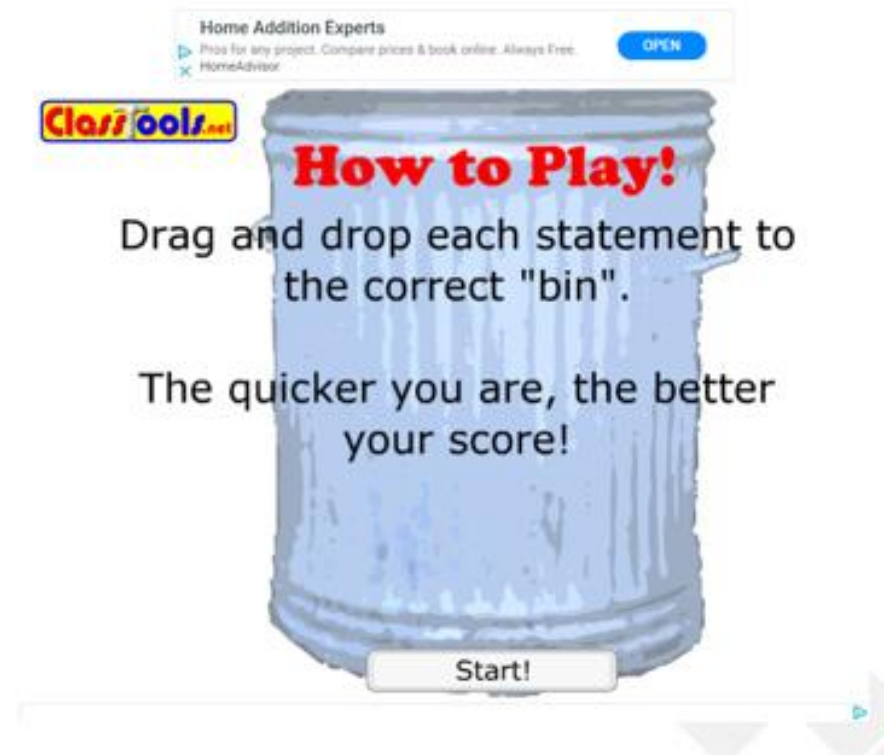 Home Addition Experts
Pros for any project. Compare prices & book online. Always Free.
HomeAdvisor
OPEN
ClassTools.net
How to Play!
Drag and drop each statement to
the correct "bin".
The quicker you are, the better
your score!
Start!